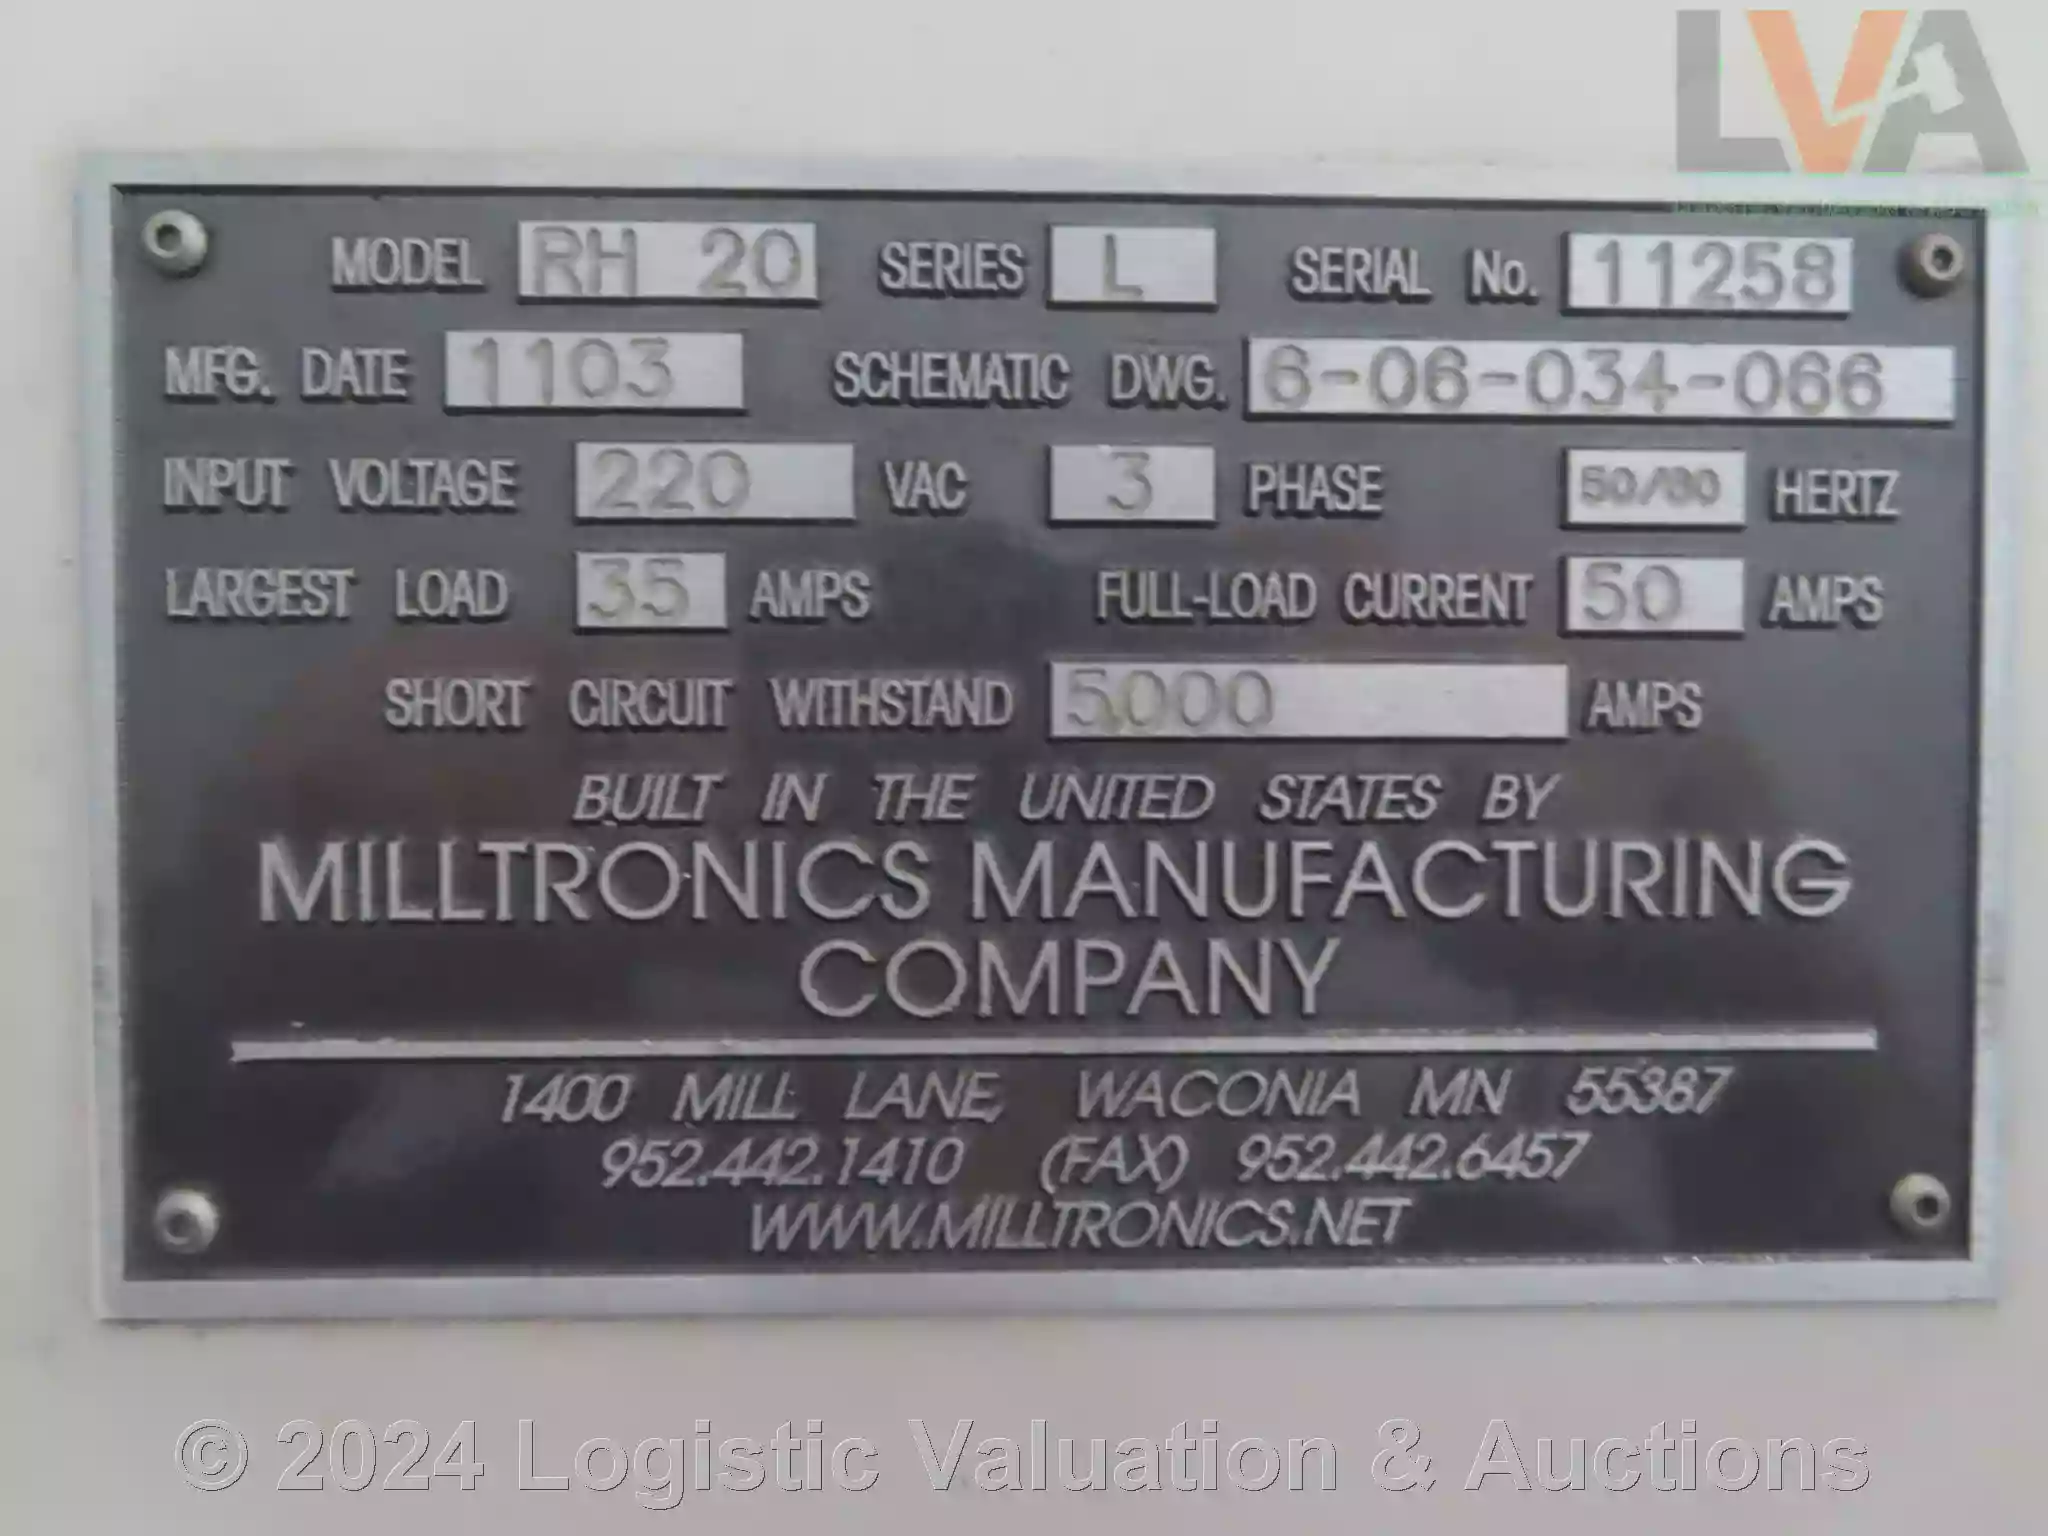 LVA
MODEL RH 20 SERIES L SERIAL No. 11258
MFG. DATE 1103 SCHEMATIC DWG. 6-06-034-066
INPUT VOLTAGE 220 VAC 3 PHASE 50/60 HERTZ
LARGEST LOAD 35 AMPS FULL-LOAD CURRENT 50 AMPS
SHORT CIRCUIT WITHSTAND 5000 AMPS
BUILT IN THE UNITED STATES BY
MILLTRONICS MANUFACTURING
COMPANY
1400 MILL LANE, WACONIA MN 55387
952.442.1410 (FAX) 952.442.6457
WWW.MILLTRONICS.NET
© 2024 Logistic Valuation & Auctions